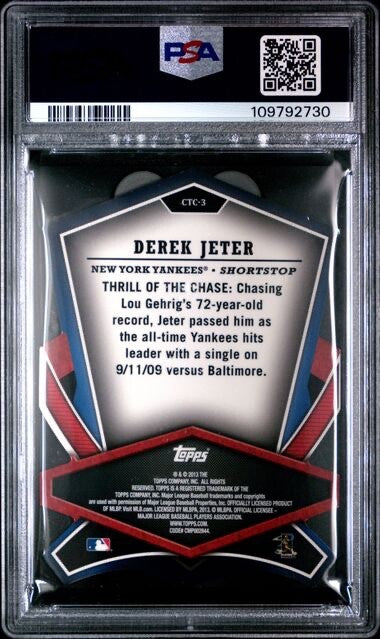 PSA
109792730
CTC-3
DEREK JETER
NEW YORK YANKEES® • SHORTSTOP
THRILL OF THE CHASE: Chasing
Lou Gehrig's 72-year-old
record, Jeter passed him as
the all-time Yankees hits
leader with a single on
9/11/09 versus Baltimore.
Topps
® & © 2013 THE
TOPPS COMPANY, INC. ALL RIGHTS
RESERVED. TOPPS IS A REGISTERED TRADEMARK OF THE
TOPPS COMPANY, INC. Major League Baseball trademarks and copyrights
are used with permission of Major League Baseball Properties, Inc. OFFICIALLY LICENSED PRODUCT
OF MLBP. Visit MLB.com. LICENSED BY MLBPA, 2013. © MLBPA. OFFICIAL LICENSEE –
MAJOR LEAGUE BASEBALL PLAYERS ASSOCIATION.
WWW.TOPPS.COM
CODE# CMP002944.